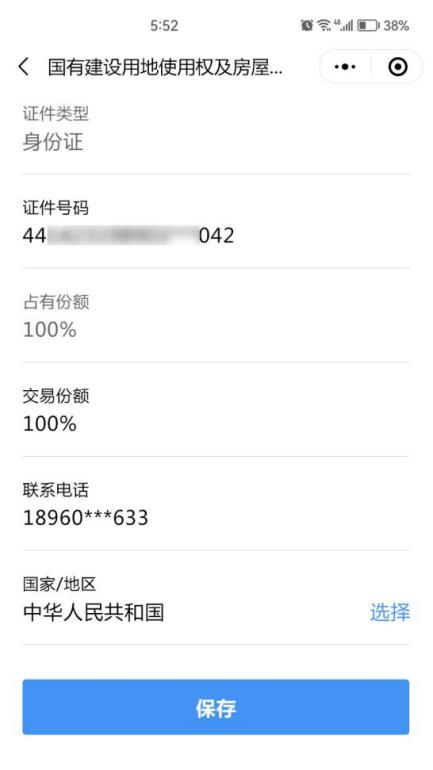 5:52
38%
国有建设用地使用权及房屋...
证件类型
身份证
证件号码
44 042
占有份额
100%
交易份额
100%
联系电话
18960***633
国家/地区
中华人民共和国 选择
保存